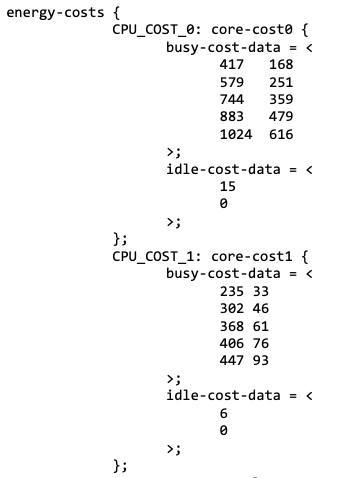 energy-costs {
CPU_COST_0: core-cost0 {
busy-cost-data = <
417 168
579 251
744 359
883 479
1024 616
>;
idle-cost-data = <
15
0
>;
};
CPU_COST_1: core-cost1 {
busy-cost-data = <
235 33
302 46
368 61
406 76
447 93
>;
idle-cost-data = <
6
0
>;
};